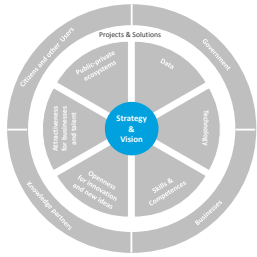 Citizens and other Users
Government
Projects & Solutions
Public-private
ecosystems
Data
Attractiveness
for businesses
and talent
Strategy
&
Vision
Technology
Openness
for innovation
and new ideas
Skills &
Competences
Knowledge partners
Businesses